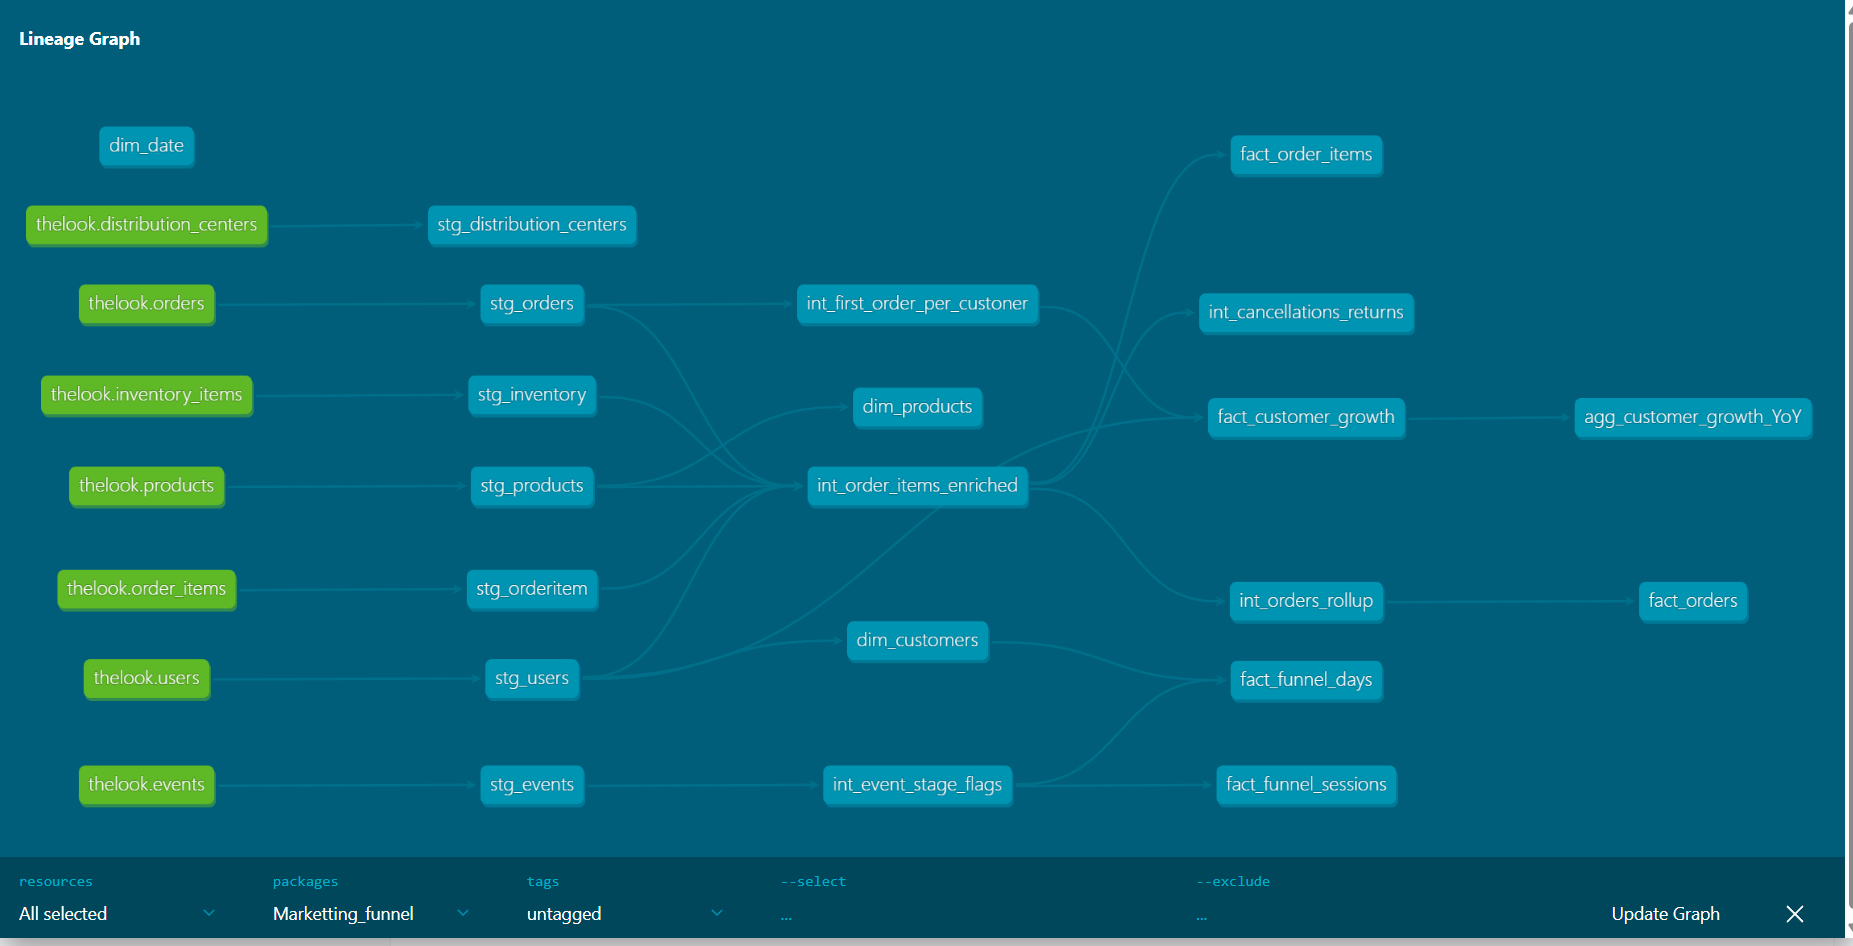 Lineage Graph
dim_date
fact_order_items
thelook.distribution_centers
stg_distribution_centers
thelook.orders
stg_orders
int_first_order_per_custoner
int_cancellations_returns
thelook.inventory_items
stg_inventory
dim_products
fact_customer_growth
agg_customer_growth_YoY
thelook.products
stg_products
int_order_items_enriched
thelook.order_items
stg_orderitem
int_orders_rollup
fact_orders
thelook.users
stg_users
dim_customers
fact_funnel_days
thelook.events
stg_events
int_event_stage_flags
fact_funnel_sessions
resources
packages
tags
--select
--exclude
All selected
Marketting_funnel
untagged
...
...
Update Graph